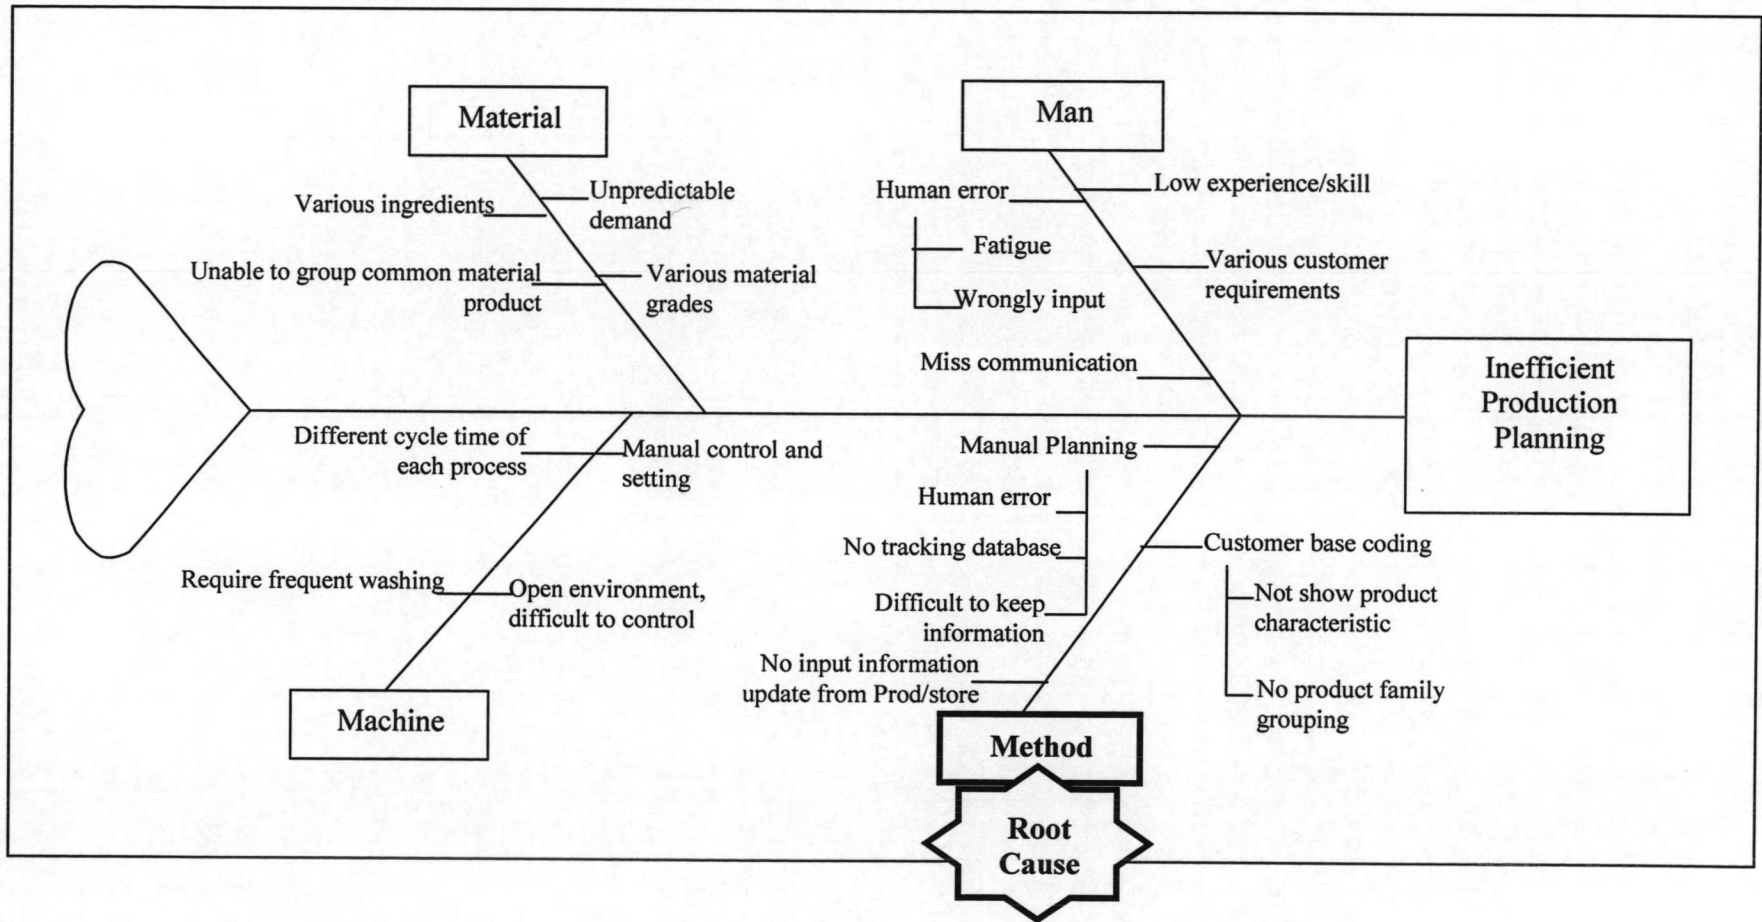 Material
Various ingredients
Unpredictable
demand
Unable to group common material
product
Various material
grades
Man
Human error
Fatigue
Wrongly input
Low experience/skill
Various customer
requirements
Miss communication
Inefficient
Production
Planning
Different cycle time of
each process
Manual control and
setting
Require frequent washing
Open environment,
difficult to control
Machine
Manual Planning
Human error
No tracking database
Difficult to keep
information
No input information
update from Prod/store
Customer base coding
Not show product
characteristic
No product family
grouping
Method
Root
Cause